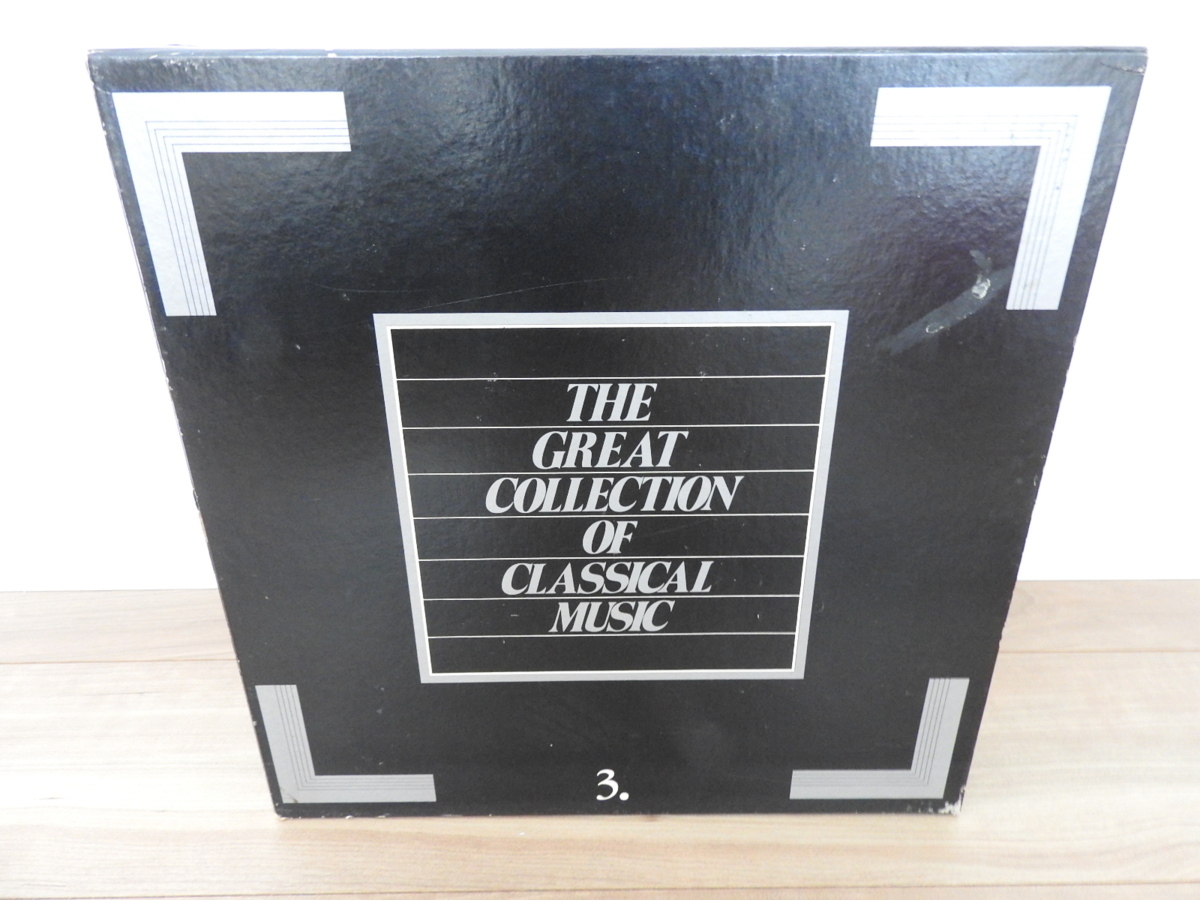 THE
GREAT
COLLECTION
OF
CLASSICAL
MUSIC
3.